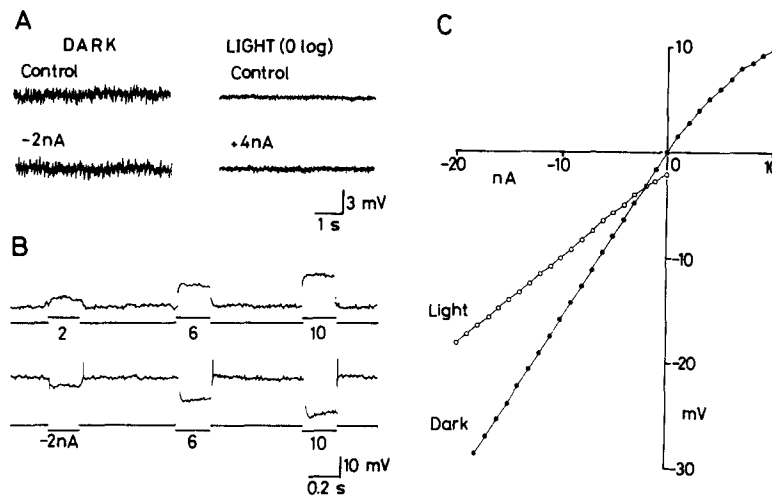 A
DARK
LIGHT (0 log)
Control
Control
-2nA
+4nA
3 mV
1 s
B
2
6
10
-2nA
6
10
10 mV
0.2 s
C
10
-20
-10
0
10
nA
-10
Light
-20
Dark
mV
-30